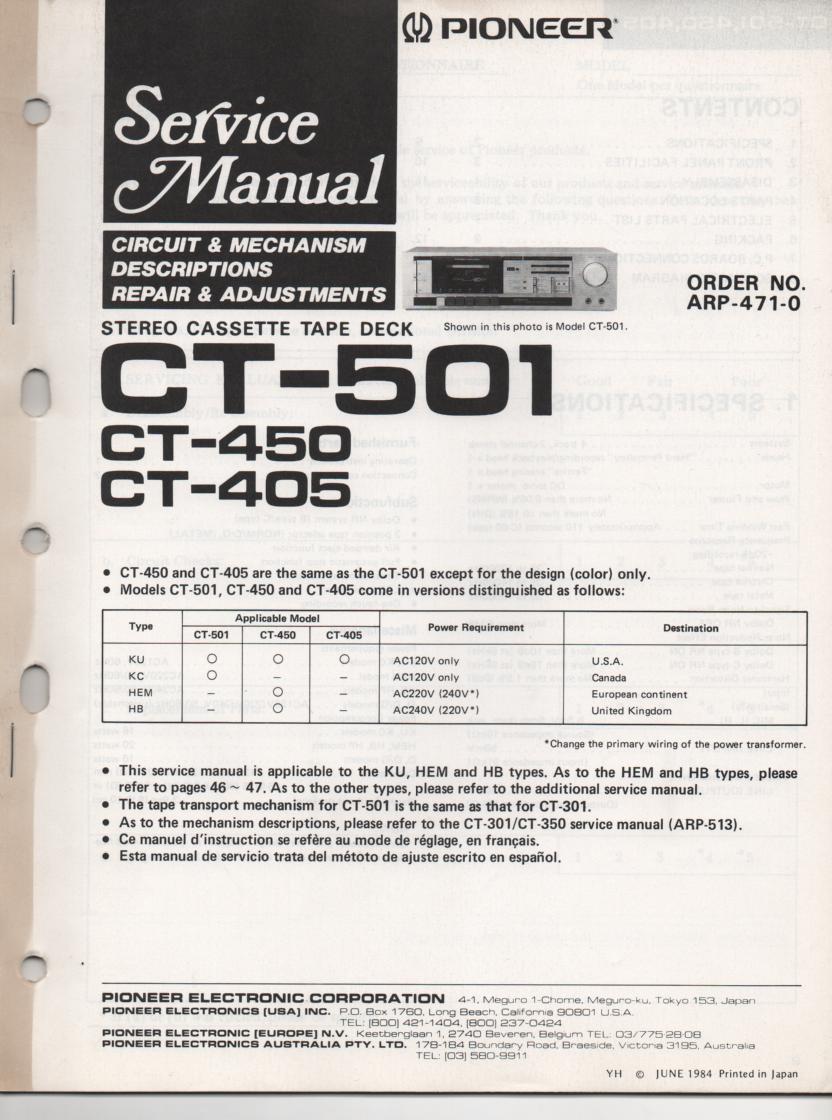 PIONEER
Service
Manual
CIRCUIT & MECHANISM
DESCRIPTIONS
REPAIR & ADJUSTMENTS
ORDER NO.
ARP-471-0
STEREO CASSETTE TAPE DECK
Shown in this photo is Model CT-501.
CT-501
CT-450
CT-405
• CT-450 and CT-405 are the same as the CT-501 except for the design (color) only.
• Models CT-501, CT-450 and CT-405 come in versions distinguished as follows:
Type Applicable Model Power Requirement Destination
CT-501 CT-450 CT-405
KU ○ ○ ○ AC120V only U.S.A.
KC ○ – – AC120V only Canada
HEM – ○ – AC220V (240V*) European continent
HB – ○ – AC240V (220V*) United Kingdom
*Change the primary wiring of the power transformer.
• This service manual is applicable to the KU, HEM and HB types. As to the HEM and HB types, please
refer to pages 46 ~ 47. As to the other types, please refer to the additional service manual.
• The tape transport mechanism for CT-501 is the same as that for CT-301.
• As to the mechanism descriptions, please refer to the CT-301/CT-350 service manual (ARP-513).
• Ce manuel d'instruction se refère au mode de réglage, en français.
• Esta manual de servicio trata del métoto de ajuste escrito en español.
PIONEER ELECTRONIC CORPORATION 4-1, Meguro 1-Chome, Meguro-ku, Tokyo 153, Japan
PIONEER ELECTRONICS [USA] INC. P.O. Box 1760, Long Beach, California 90801 U.S.A.
TEL: [800] 421-1404, [800] 237-0424
PIONEER ELECTRONIC [EUROPE] N.V. Keetberglaan 1, 2740 Beveren, Belgium TEL: 03/775·28·08
PIONEER ELECTRONICS AUSTRALIA PTY. LTD. 178-184 Boundary Road, Braeside, Victoria 3195, Australia
TEL: [03] 580-9911
YH © JUNE 1984 Printed in Japan